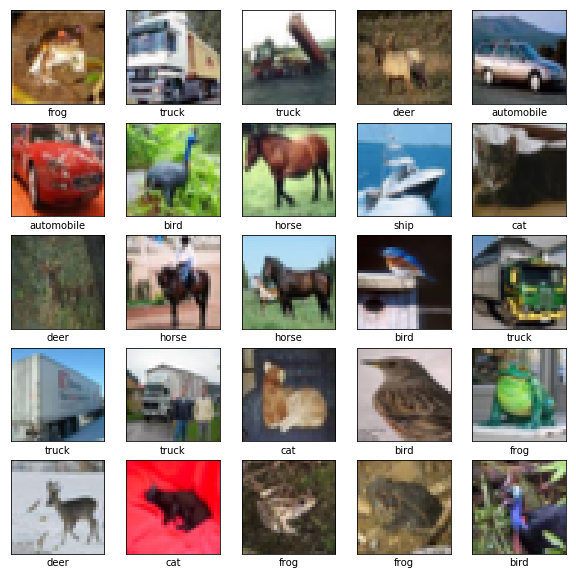 frog truck truck deer automobile
automobile bird horse ship cat
deer horse horse bird truck
truck truck cat bird frog
deer cat frog frog bird